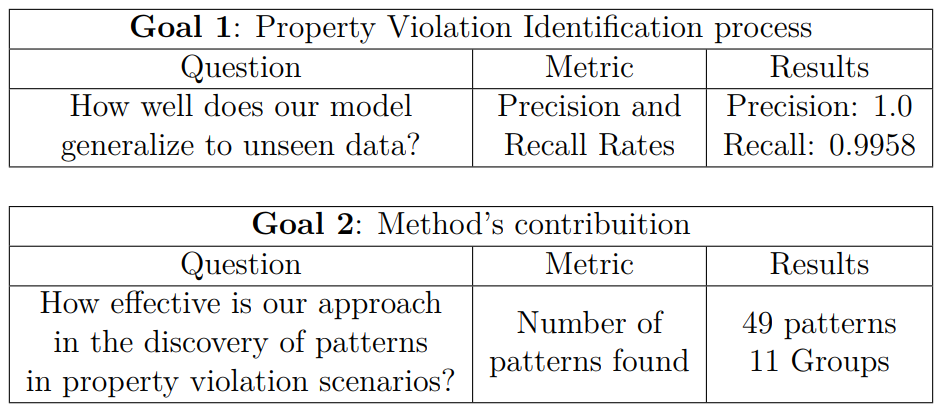 Goal 1: Property Violation Identification process
Question Metric Results
How well does our model Precision and Precision: 1.0
generalize to unseen data? Recall Rates Recall: 0.9958
Goal 2: Method's contribuition
Question Metric Results
How effective is our approach
in the discovery of patterns
in property violation scenarios?
Number of
patterns found
49 patterns
11 Groups